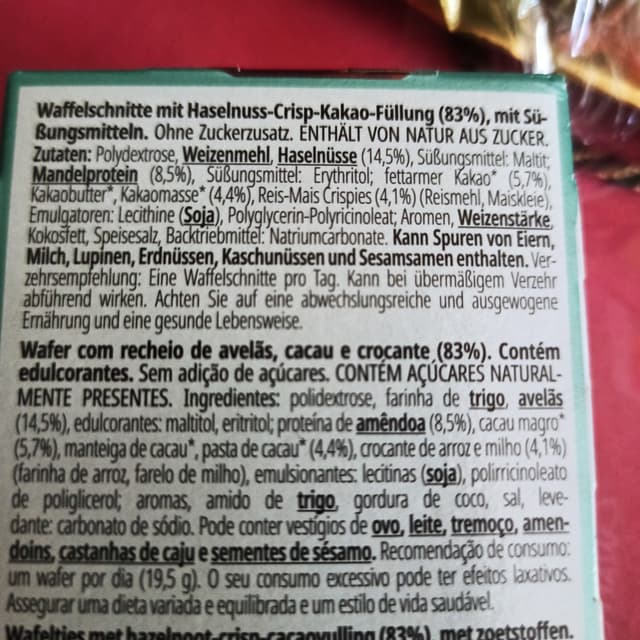 Waffelschnitte mit Haselnuss-Crisp-Kakao-Füllung (83%), mit Sü-
ßungsmitteln. Ohne Zuckerzusatz. ENTHÄLT VON NATUR AUS ZUCKER.
Zutaten: Polydextrose, Weizenmehl, Haselnüsse (14,5%), Süßungsmittel: Maltit;
Mandelprotein (8,5%), Süßungsmittel: Erythritol; fettarmer Kakao* (5,7%),
Kakaobutter*, Kakaomasse* (4,4%), Reis-Mais Crispies (4,1%) (Reismehl, Maiskleie),
Emulgatoren: Lecithine (Soja), Polyglycerin-Polyricinoleat; Aromen, Weizenstärke,
Kokosfett, Speisesalz, Backtriebmittel: Natriumcarbonate. Kann Spuren von Eiern,
Milch, Lupinen, Erdnüssen, Kaschunüssen und Sesamsamen enthalten. Ver-
zehrsempfehlung: Eine Waffelschnitte pro Tag. Kann bei übermäßigem Verzehr
abführend wirken. Achten Sie auf eine abwechslungsreiche und ausgewogene
Ernährung und eine gesunde Lebensweise.
Wafer com recheio de avelãs, cacau e crocante (83%). Contém
edulcorantes. Sem adição de açúcares. CONTÉM AÇÚCARES NATURAL-
MENTE PRESENTES. Ingredientes: polidextrose, farinha de trigo, avelãs
(14,5%), edulcorantes: maltitol, eritritol; proteína de amêndoa (8,5%), cacau magro*
(5,7%), manteiga de cacau*, pasta de cacau* (4,4%), crocante de arroz e milho (4,1%)
(farinha de arroz, farelo de milho), emulsionantes: lecitinas (soja), polirricinoleato
de poliglicerol; aromas, amido de trigo, gordura de coco, sal, leve-
dante: carbonato de sódio. Pode conter vestígios de ovo, leite, tremoço, amen-
doins, castanhas de caju e sementes de sésamo. Recomendação de consumo:
um wafer por dia (19,5 g). O seu consumo excessivo pode ter efeitos laxativos.
Assegurar uma dieta variada e equilibrada e um estilo de vida saudável.
Wafeltjes met hazelnoot-crisp-cacaovulling (83%), met zoetstoffen.